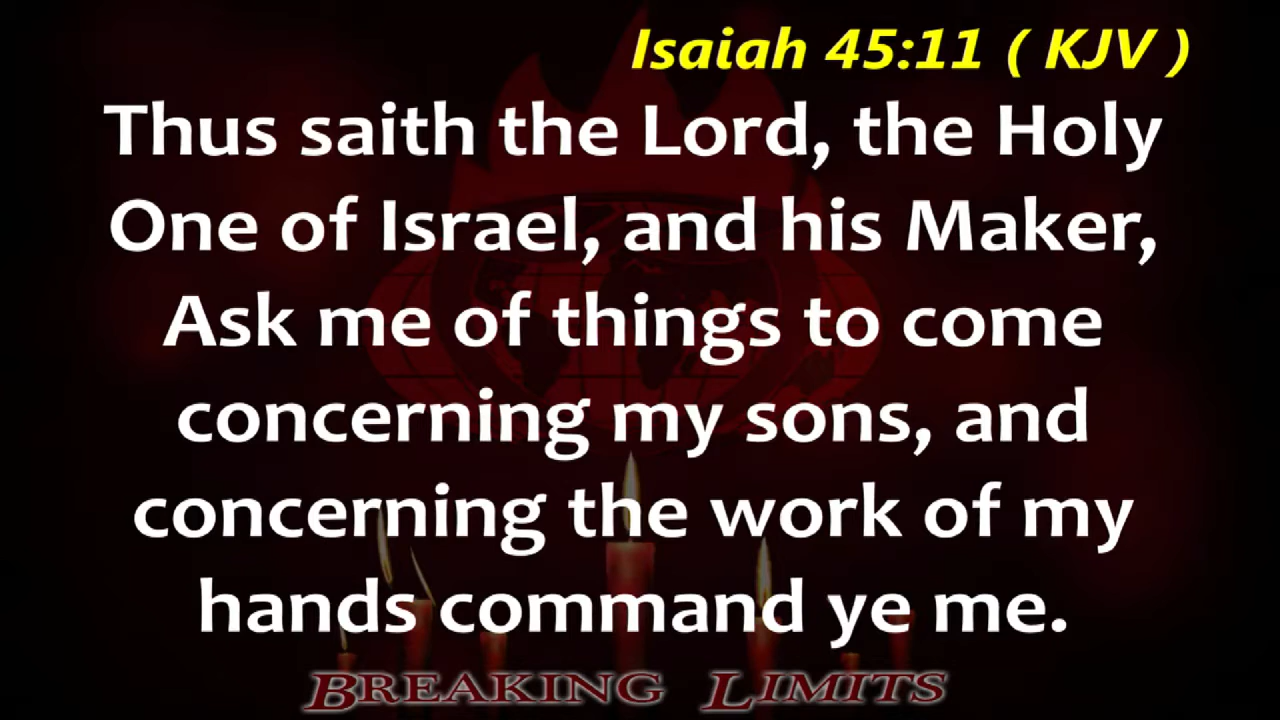 Isaiah 45:11 ( KJV )
Thus saith the Lord, the Holy
One of Israel, and his Maker,
Ask me of things to come
concerning my sons, and
concerning the work of my
hands command ye me.
BREAKING LIMITS